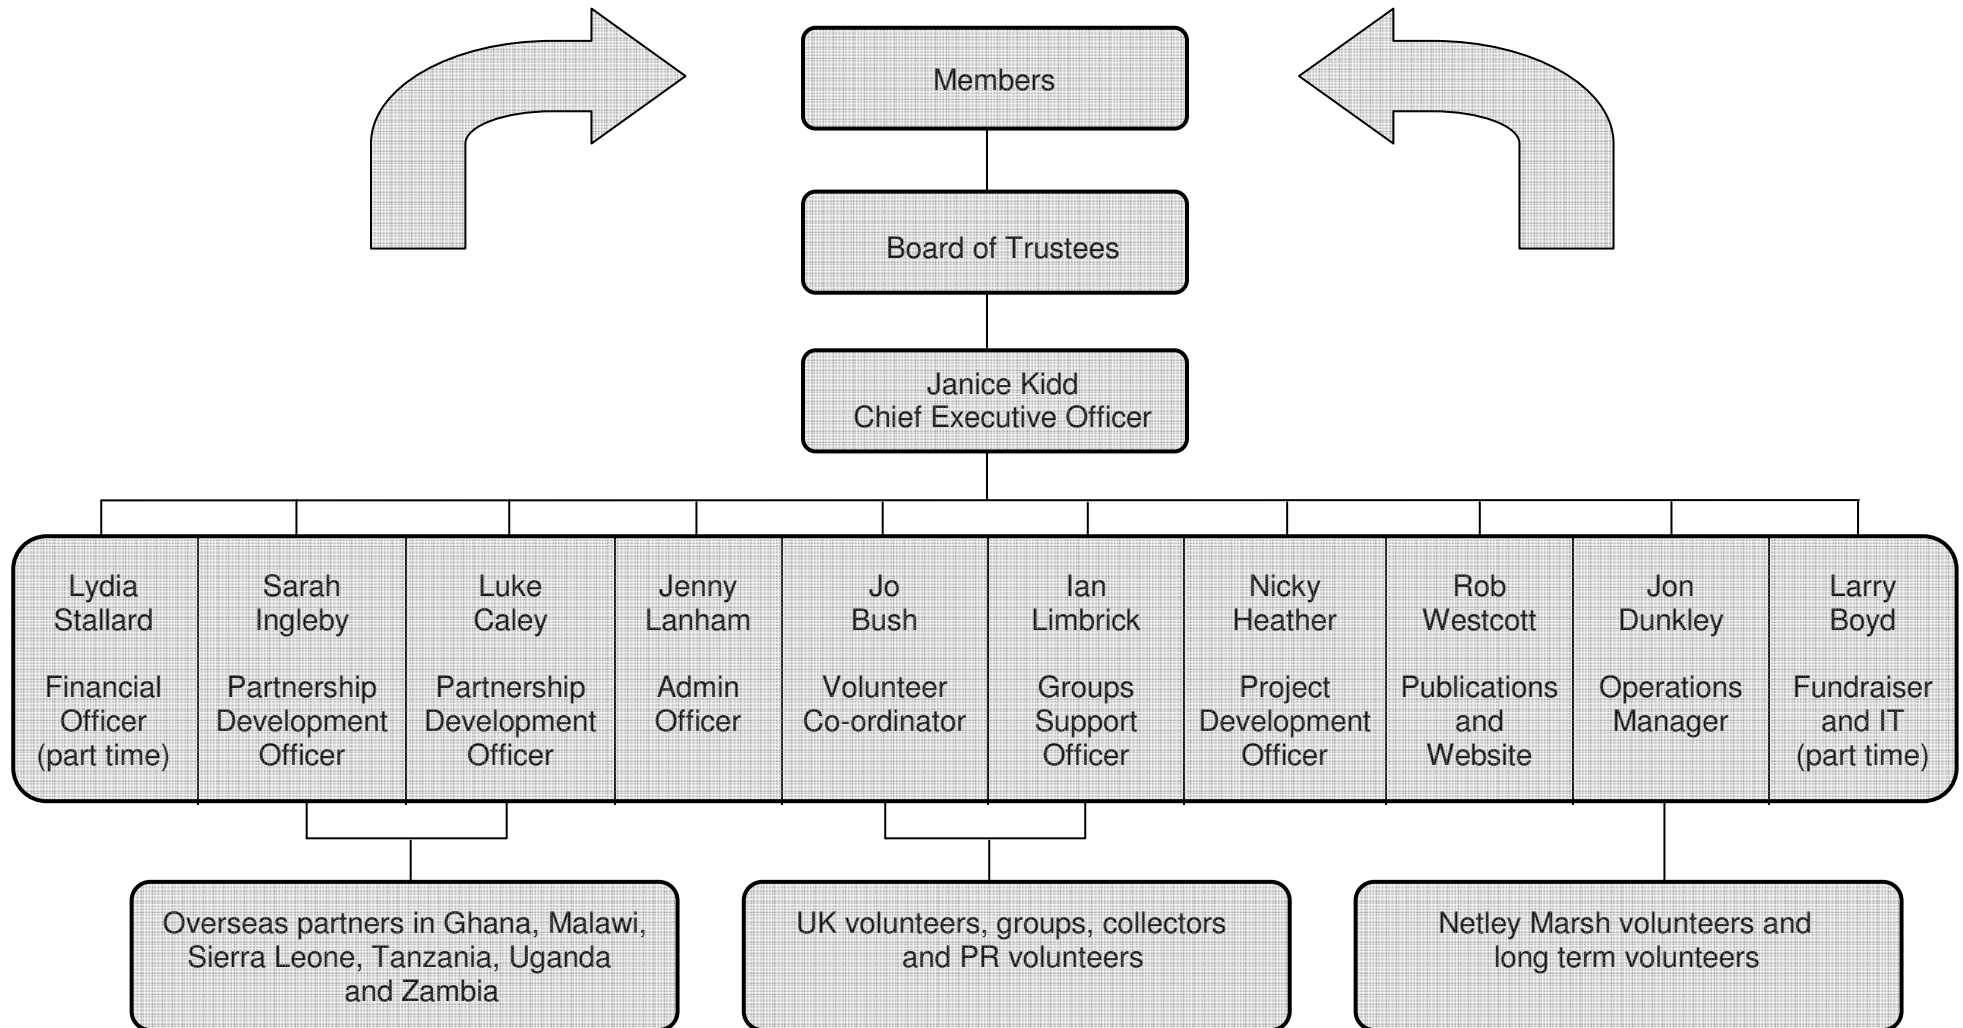 Members
Board of Trustees
Janice Kidd
Chief Executive Officer
Lydia
Stallard
Financial
Officer
(part time)
Sarah
Ingleby
Partnership
Development
Officer
Luke
Caley
Partnership
Development
Officer
Jenny
Lanham
Admin
Officer
Jo
Bush
Volunteer
Co-ordinator
Ian
Limbrick
Groups
Support
Officer
Nicky
Heather
Project
Development
Officer
Rob
Westcott
Publications
and
Website
Jon
Dunkley
Operations
Manager
Larry
Boyd
Fundraiser
and IT
(part time)
Overseas partners in Ghana, Malawi,
Sierra Leone, Tanzania, Uganda
and Zambia
UK volunteers, groups, collectors
and PR volunteers
Netley Marsh volunteers and
long term volunteers